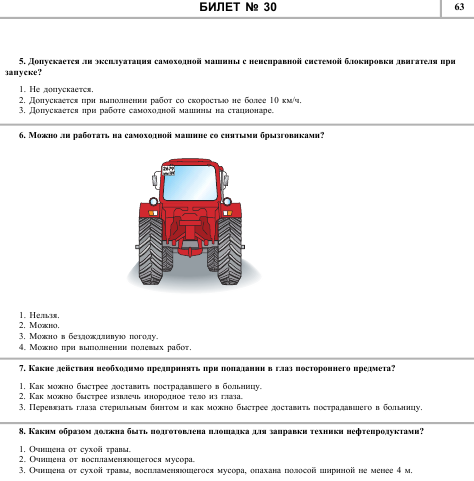 БИЛЕТ № 30
63
5. Допускается ли эксплуатация самоходной машины с неисправной системой блокировки двигателя при
запуске?
1. Не допускается.
2. Допускается при выполнении работ со скоростью не более 10 км/ч.
3. Допускается при работе самоходной машины на стационаре.
6. Можно ли работать на самоходной машине со снятыми брызговиками?
1. Нельзя.
2. Можно.
3. Можно в бездождливую погоду.
4. Можно при выполнении полевых работ.
7. Какие действия необходимо предпринять при попадании в глаз постороннего предмета?
1. Как можно быстрее доставить пострадавшего в больницу.
2. Как можно быстрее извлечь инородное тело из глаза.
3. Перевязать глаза стерильным бинтом и как можно быстрее доставить пострадавшего в больницу.
8. Каким образом должна быть подготовлена площадка для заправки техники нефтепродуктами?
1. Очищена от сухой травы.
2. Очищена от воспламеняющегося мусора.
3. Очищена от сухой травы, воспламеняющегося мусора, опахана полосой шириной не менее 4 м.